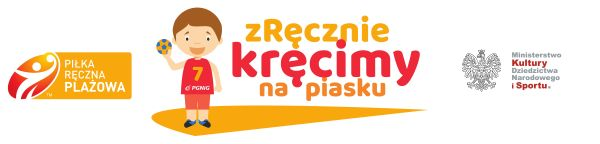 PIŁKA
RĘCZNA
PLAŻOWA
TM
zRęcznie
kręcimy
na piasku
7
PGNiG
Ministerstwo
Kultury
Dziedzictwa
Narodowego
i Sportu.